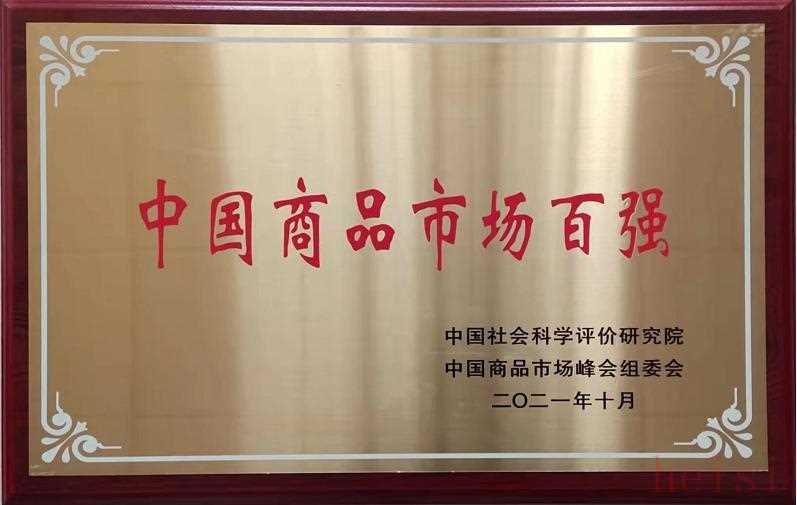 中国商品市场百强
中国社会科学评价研究院
中国商品市场峰会组委会
二〇二一年十月